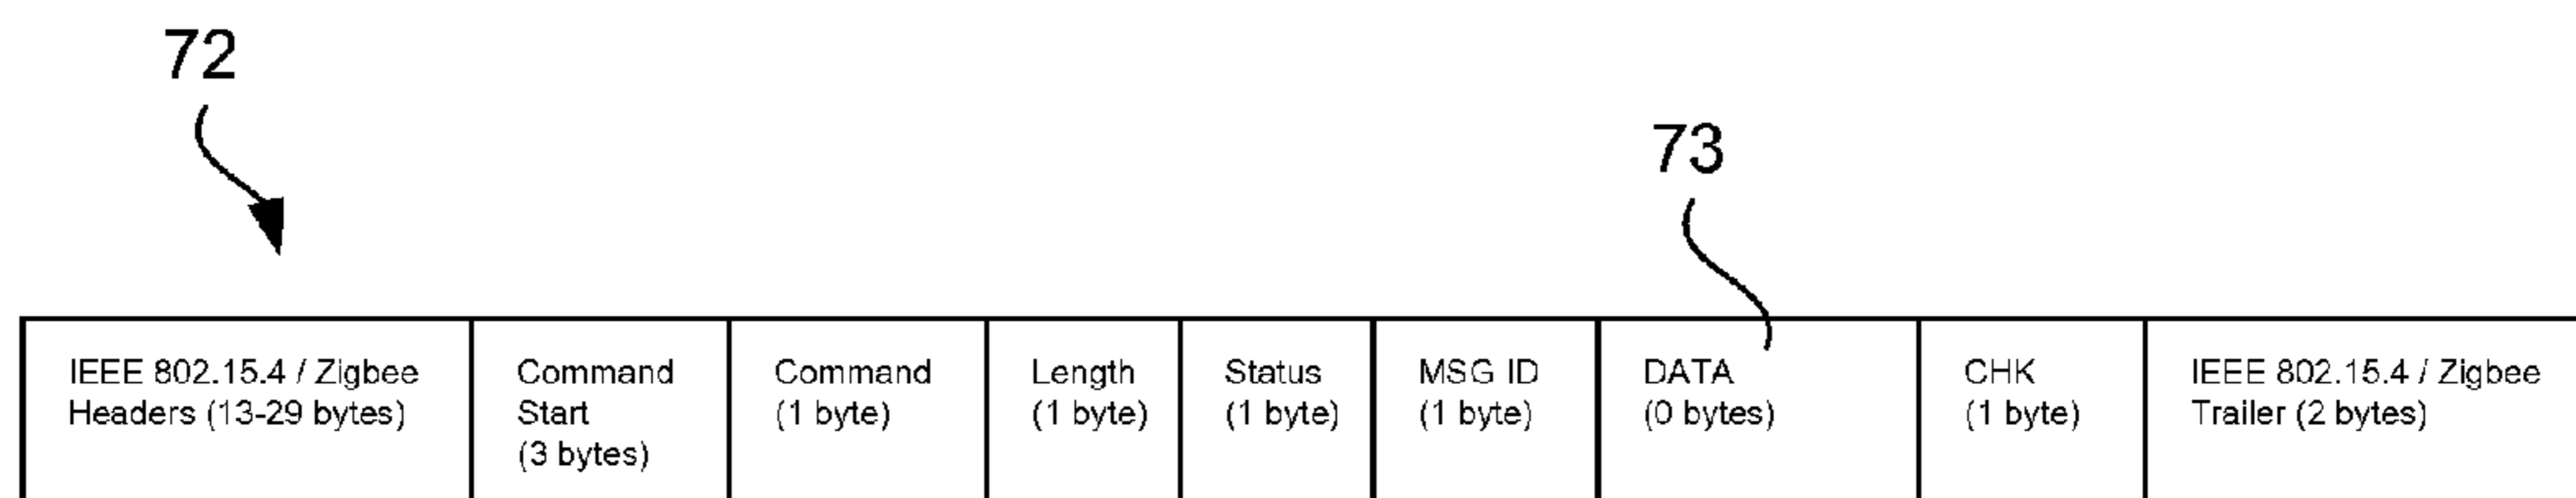 72
73
IEEE 802.15.4 / Zigbee
Headers (13-29 bytes)
Command
Start
(3 bytes)
Command
(1 byte)
Length
(1 byte)
Status
(1 byte)
MSG ID
(1 byte)
DATA
(0 bytes)
CHK
(1 byte)
IEEE 802.15.4 / Zigbee
Trailer (2 bytes)